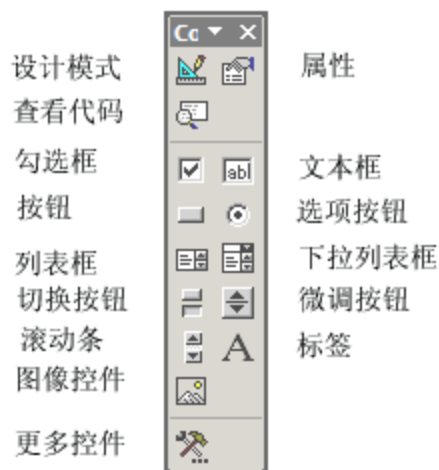 Co
设计模式
属性
查看代码
勾选框
abl
文本框
按钮
选项按钮
列表框
下拉列表框
切换按钮
微调按钮
滚动条
A
标签
图像控件
更多控件